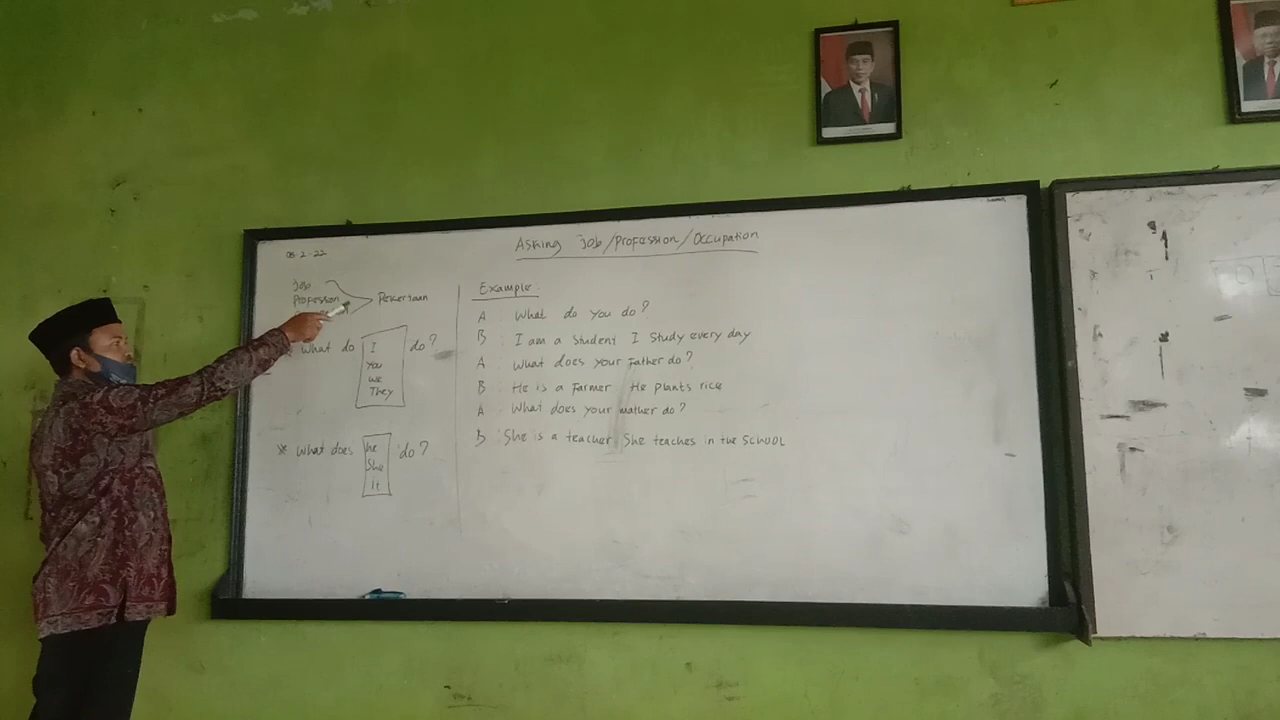 Asking Job/Profession/Occupation
08-2-22
Job
Profession
Pekerjaan
* What do I do?
you
we
They
* What does he do?
She
It
Example:
A : What do you do?
B : I am a student I study every day
A : What does your Father do?
B : He is a Farmer He plants rice
A : What does your mother do?
B : She is a teacher She teaches in the SCHOOL